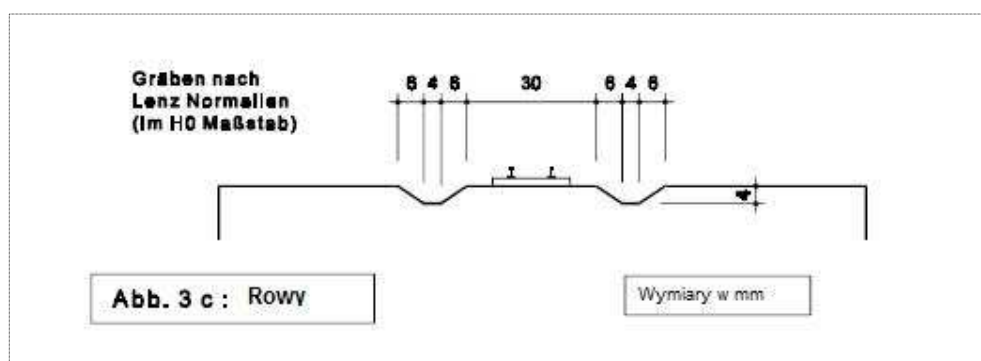 Gräben nach
Lenz Normalien
(im H0 Maßstab)
6 4 6 30 6 4 6
4
Abb. 3 c : Rowy
Wymiary w mm